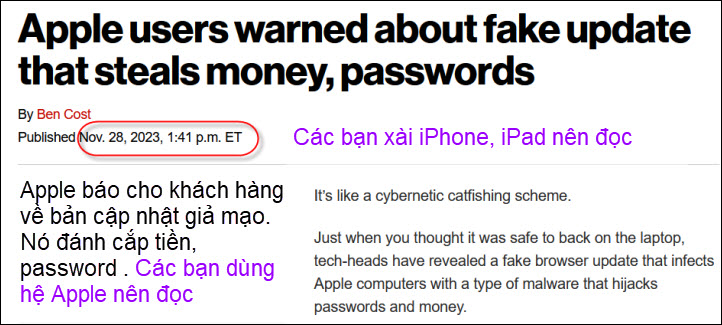 Apple users warned about fake update
that steals money, passwords
By Ben Cost
Published Nov. 28, 2023, 1:41 p.m. ET
Các bạn xài iPhone, iPad nên đọc
Apple báo cho khách hàng
về bản cập nhật giả mạo.
Nó đánh cắp tiền,
password . Các bạn dùng
hệ Apple nên đọc
It's like a cybernetic catfishing scheme.
Just when you thought it was safe to back on the laptop,
tech-heads have revealed a fake browser update that infects
Apple computers with a type of malware that hijacks
passwords and money.